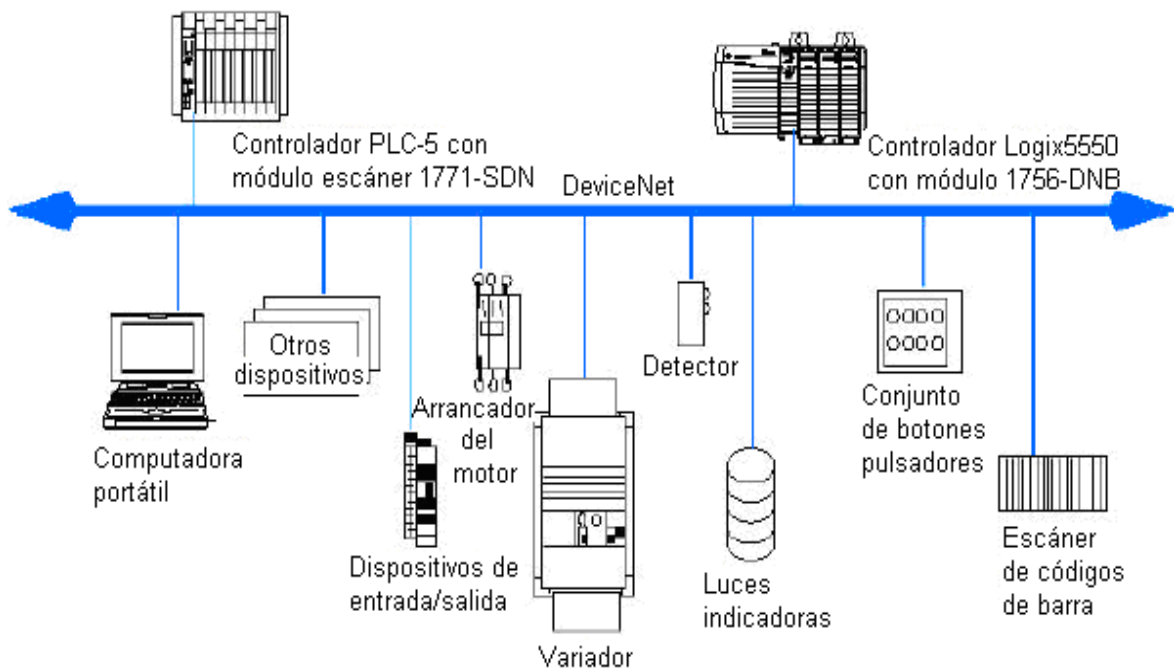 Controlador PLC-5 con
módulo escáner 1771-SDN
Controlador Logix5550
con módulo 1756-DNB
DeviceNet
Otros
dispositivos
Computadora
portátil
Arrancador
del
motor
Dispositivos de
entrada/salida
Variador
Detector
Luces
indicadoras
Conjunto
de botones
pulsadores
Escáner
de códigos
de barra